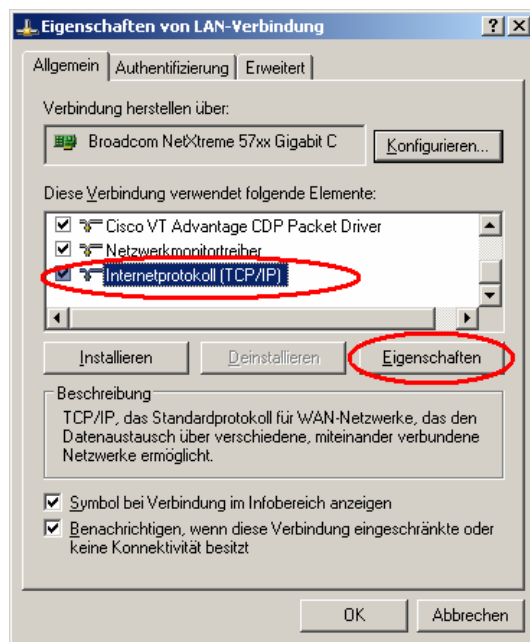 Eigenschaften von LAN-Verbindung
Allgemein Authentifizierung Erweitert
Verbindung herstellen über:
Broadcom NetXtreme 57xx Gigabit C
Konfigurieren...
Diese Verbindung verwendet folgende Elemente:
Cisco VT Advantage CDP Packet Driver
Netzwerkmonitortreiber
Internetprotokoll (TCP/IP)
Installieren Deinstallieren Eigenschaften
Beschreibung
TCP/IP, das Standardprotokoll für WAN-Netzwerke, das den
Datenaustausch über verschiedene, miteinander verbundene
Netzwerke ermöglicht.
Symbol bei Verbindung im Infobereich anzeigen
Benachrichtigen, wenn diese Verbindung eingeschränkte oder
keine Konnektivität besitzt
OK Abbrechen